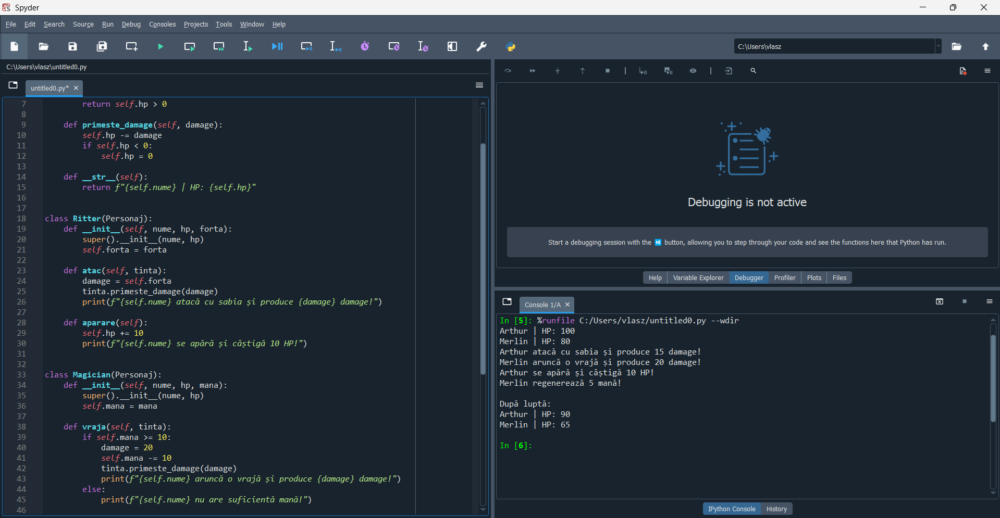 Spyder
File Edit Search Source Run Debug Consoles Projects Tools Window Help
C:\Users\vlasz
C:\Users\vlasz\untitled0.py
untitled0.py*
7 return self.hp > 0
8
9 def primeste_damage(self, damage):
10 self.hp -= damage
11 if self.hp < 0:
12 self.hp = 0
13
14 def __str__(self):
15 return f"{self.nume} | HP: {self.hp}"
16
17
18 class Ritter(Personaj):
19 def __init__(self, nume, hp, forta):
20 super().__init__(nume, hp)
21 self.forta = forta
22
23 def atac(self, tinta):
24 damage = self.forta
25 tinta.primeste_damage(damage)
26 print(f"{self.nume} atacă cu sabia și produce {damage} damage!")
27
28 def aparare(self):
29 self.hp += 10
30 print(f"{self.nume} se apără și câștigă 10 HP!")
31
32
33 class Magician(Personaj):
34 def __init__(self, nume, hp, mana):
35 super().__init__(nume, hp)
36 self.mana = mana
37
38 def vraja(self, tinta):
39 if self.mana >= 10:
40 damage = 20
41 self.mana -= 10
42 tinta.primeste_damage(damage)
43 print(f"{self.nume} aruncă o vrajă și produce {damage} damage!")
44 else:
45 print(f"{self.nume} nu are suficientă mană!")
46
Debugging is not active
Start a debugging session with the button, allowing you to step through your code and see the functions here that Python has run.
Help Variable Explorer Debugger Profiler Plots Files
Console 1/A
In [5]: %runfile C:/Users/vlasz/untitled0.py --wdir
Arthur | HP: 100
Merlin | HP: 80
Arthur atacă cu sabia și produce 15 damage!
Merlin aruncă o vrajă și produce 20 damage!
Arthur se apără și câștigă 10 HP!
Merlin regenerează 5 mană!
După luptă:
Arthur | HP: 90
Merlin | HP: 65
In [6]:
IPython Console History